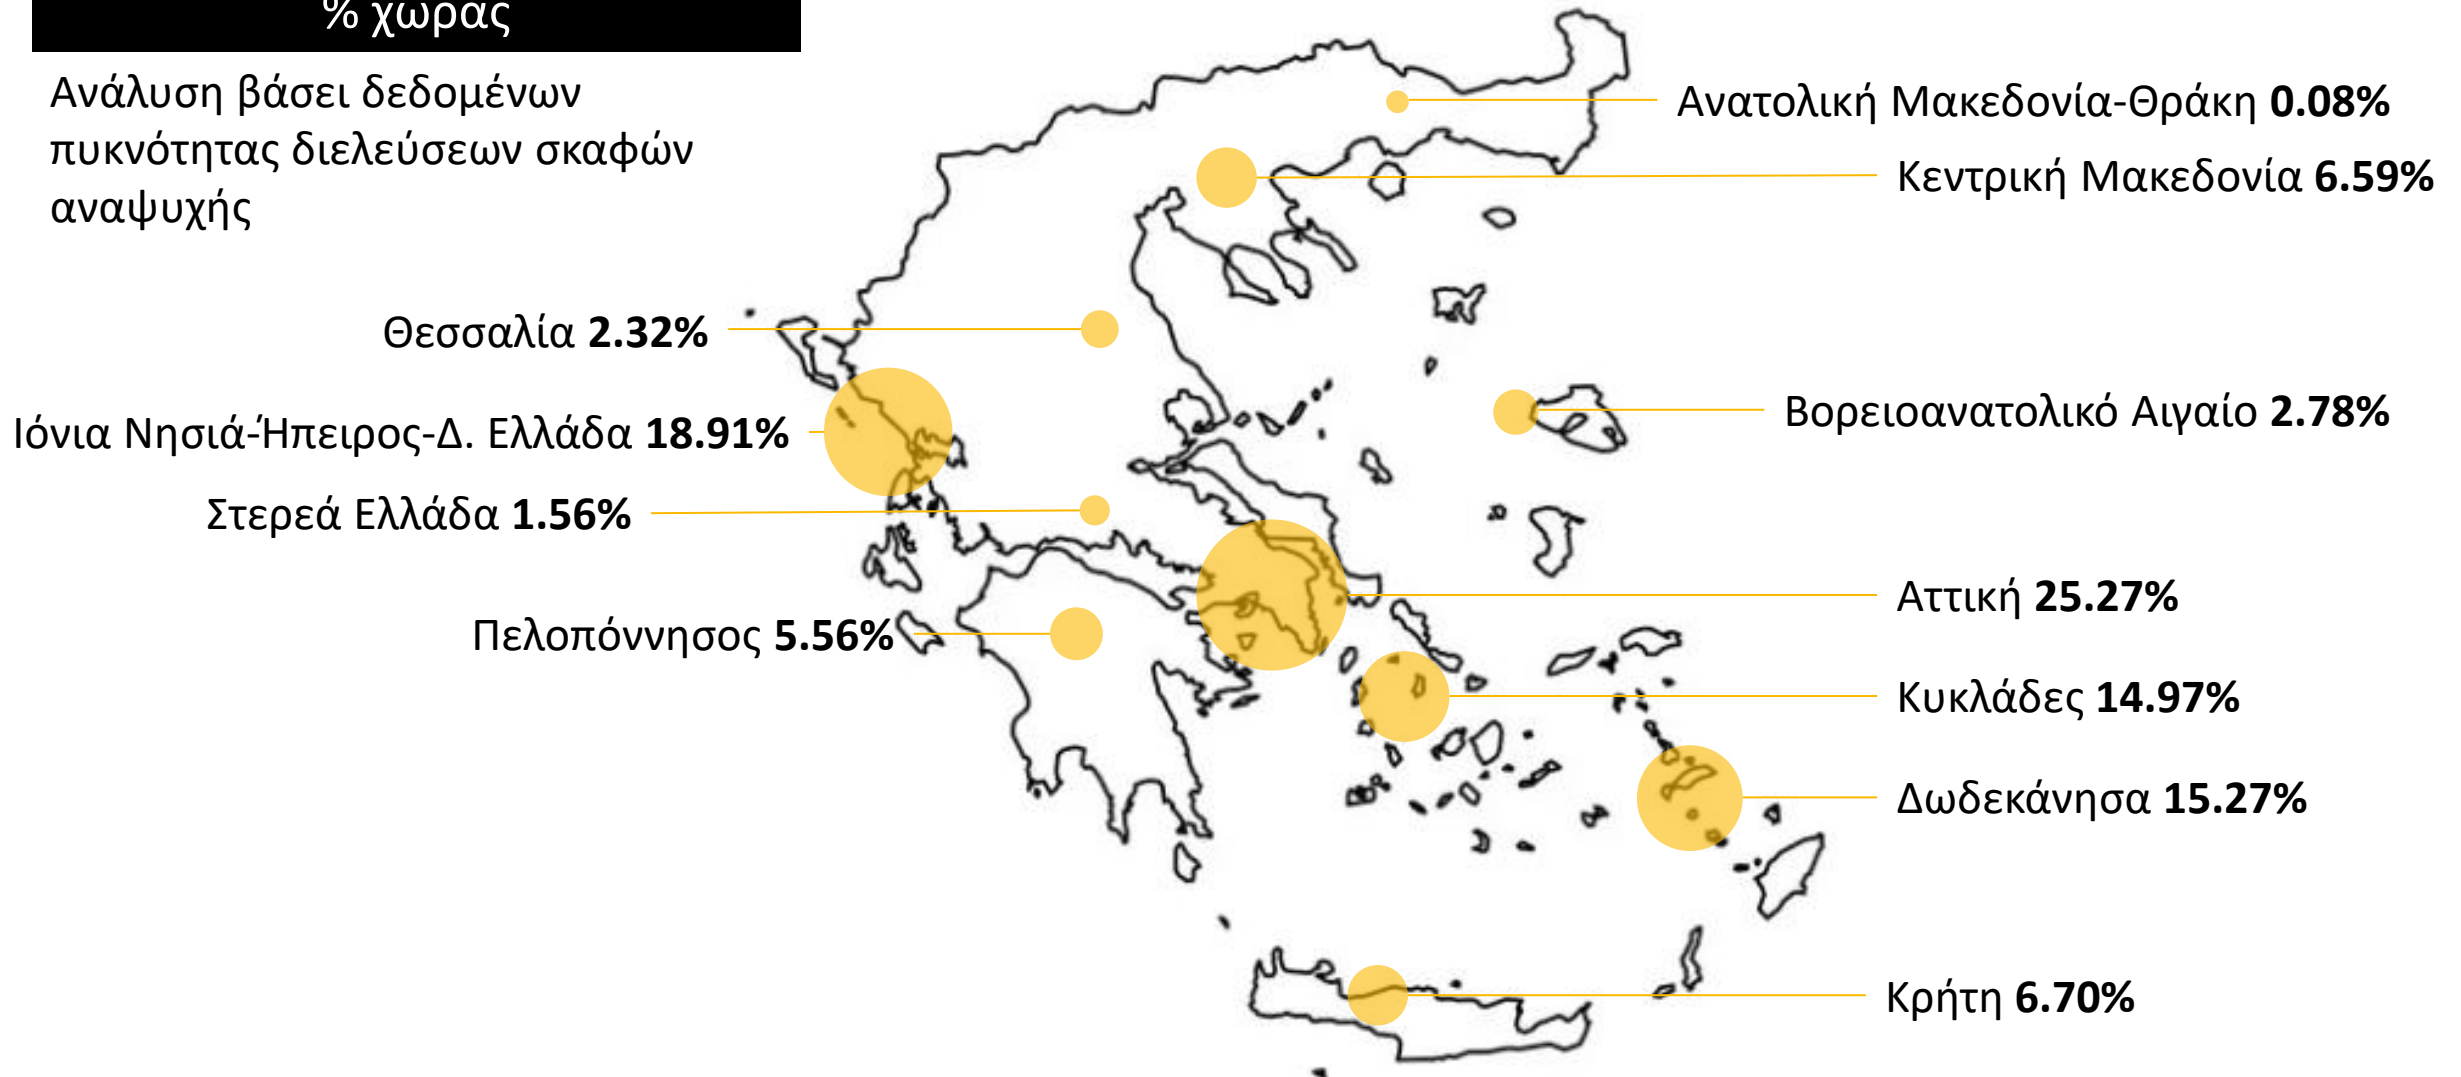 % χώρας
Ανάλυση βάσει δεδομένων
πυκνότητας διελεύσεων σκαφών
αναψυχής
Ανατολική Μακεδονία-Θράκη 0.08%
Κεντρική Μακεδονία 6.59%
Θεσσαλία 2.32%
Βορειοανατολικό Αιγαίο 2.78%
Ιόνια Νησιά-Ήπειρος-Δ. Ελλάδα 18.91%
Στερεά Ελλάδα 1.56%
Αττική 25.27%
Πελοπόννησος 5.56%
Κυκλάδες 14.97%
Δωδεκάνησα 15.27%
Κρήτη 6.70%